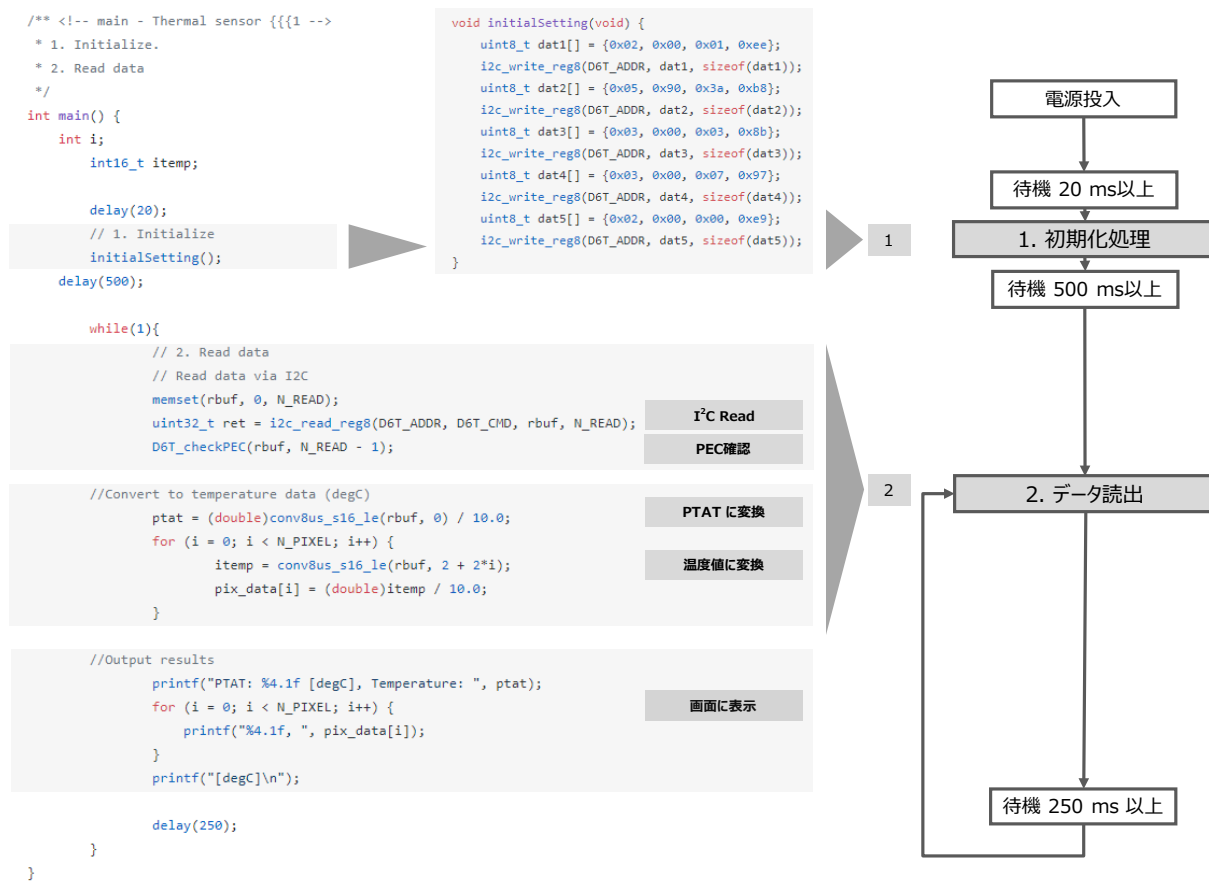 /** <!-- main - Thermal sensor {{{1 -->
 * 1. Initialize.
 * 2. Read data
 */
int main() {
    int i;
        int16_t itemp;

        delay(20);
        // 1. Initialize
        initialSetting();
    delay(500);

        while(1){
                // 2. Read data
                // Read data via I2C
                memset(rbuf, 0, N_READ);
                uint32_t ret = i2c_read_reg8(D6T_ADDR, D6T_CMD, rbuf, N_READ);
                D6T_checkPEC(rbuf, N_READ - 1);

        //Convert to temperature data (degC)
                ptat = (double)conv8us_s16_le(rbuf, 0) / 10.0;
                for (i = 0; i < N_PIXEL; i++) {
                        itemp = conv8us_s16_le(rbuf, 2 + 2*i);
                        pix_data[i] = (double)itemp / 10.0;
                }

        //Output results
                printf("PTAT: %4.1f [degC], Temperature: ", ptat);
                for (i = 0; i < N_PIXEL; i++) {
                    printf("%4.1f, ", pix_data[i]);
                }
                printf("[degC]\n");

                delay(250);
        }
}
void initialSetting(void) {
    uint8_t dat1[] = {0x02, 0x00, 0x01, 0xee};
    i2c_write_reg8(D6T_ADDR, dat1, sizeof(dat1));
    uint8_t dat2[] = {0x05, 0x90, 0x3a, 0xb8};
    i2c_write_reg8(D6T_ADDR, dat2, sizeof(dat2));
    uint8_t dat3[] = {0x03, 0x00, 0x03, 0x8b};
    i2c_write_reg8(D6T_ADDR, dat3, sizeof(dat3));
    uint8_t dat4[] = {0x03, 0x00, 0x07, 0x97};
    i2c_write_reg8(D6T_ADDR, dat4, sizeof(dat4));
    uint8_t dat5[] = {0x02, 0x00, 0x00, 0xe9};
    i2c_write_reg8(D6T_ADDR, dat5, sizeof(dat5));
}
I²C Read
PEC確認
PTAT に変換
温度値に変換
画面に表示
1
2
電源投入
待機 20 ms以上
1. 初期化処理
待機 500 ms以上
2. データ読出
待機 250 ms 以上